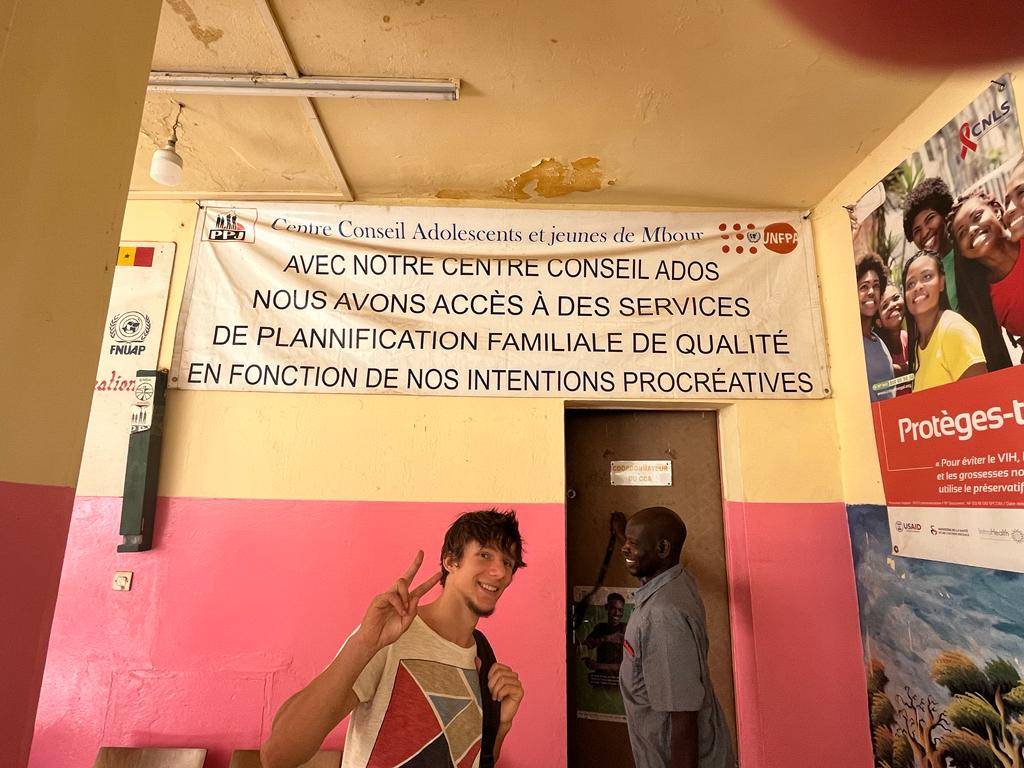 PPJ
Centre Conseil Adolescents et jeunes de Mbour
UNFPA
AVEC NOTRE CENTRE CONSEIL ADOS
NOUS AVONS ACCÈS À DES SERVICES
DE PLANNIFICATION FAMILIALE DE QUALITÉ
EN FONCTION DE NOS INTENTIONS PROCRÉATIVES
FNUAP
ation
COORDONNATEUR
DU CCA
CNLS
Protèges-t
« Pour éviter le VIH,
et les grossesses no
utilise le préservatif
USAID